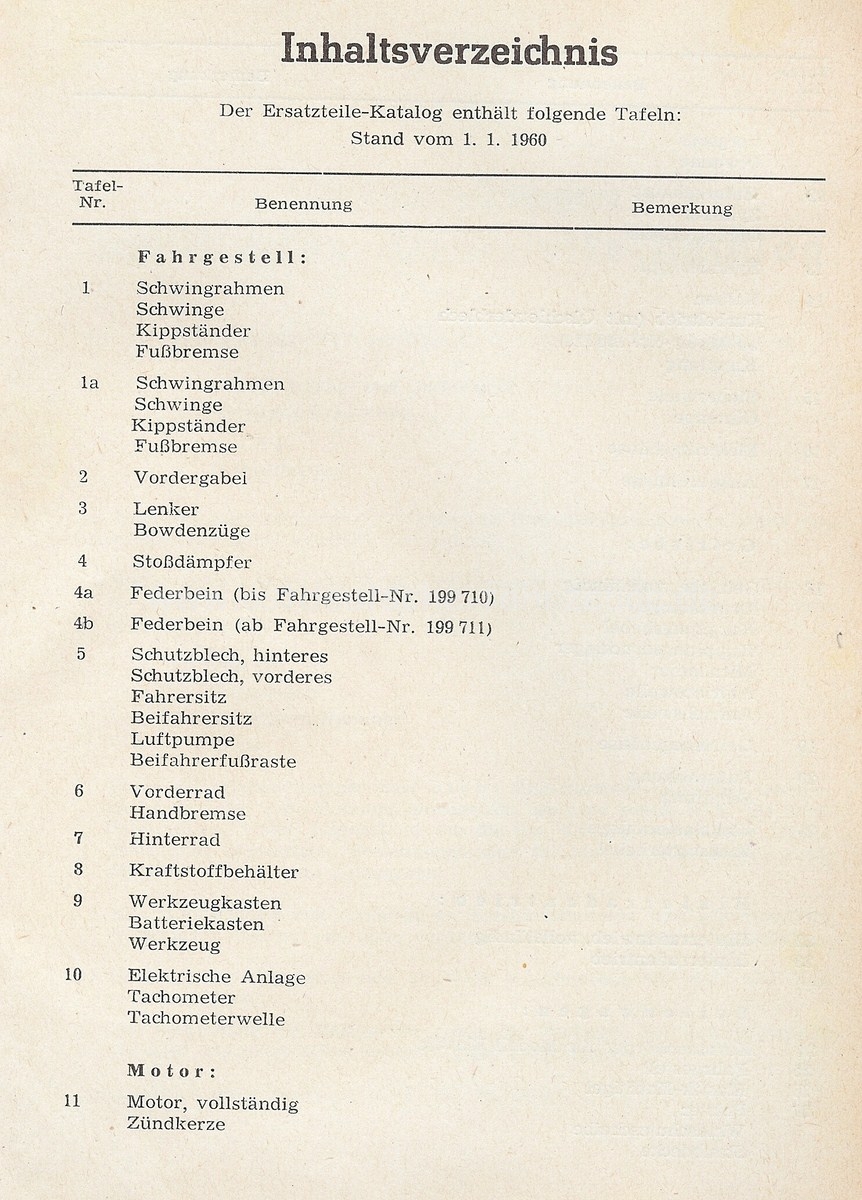 Inhaltsverzeichnis
Der Ersatzteile-Katalog enthält folgende Tafeln:
Stand vom 1. 1. 1960
Tafel-
Nr. Benennung Bemerkung
Fahrgestell:
1 Schwingrahmen
Schwinge
Kippständer
Fußbremse
1a Schwingrahmen
Schwinge
Kippständer
Fußbremse
2 Vordergabel
3 Lenker
Bowdenzüge
4 Stoßdämpfer
4a Federbein (bis Fahrgestell-Nr. 199 710)
4b Federbein (ab Fahrgestell-Nr. 199 711)
5 Schutzblech, hinteres
Schutzblech, vorderes
Fahrersitz
Beifahrersitz
Luftpumpe
Beifahrerfußraste
6 Vorderrad
Handbremse
7 Hinterrad
8 Kraftstoffbehälter
9 Werkzeugkasten
Batteriekasten
Werkzeug
10 Elektrische Anlage
Tachometer
Tachometerwelle
Motor:
11 Motor, vollständig
Zündkerze